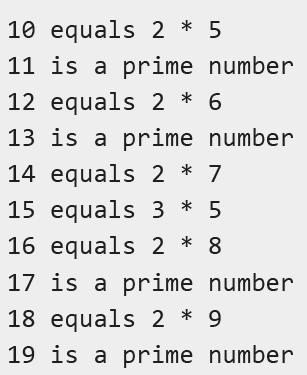 10 equals 2 * 5
11 is a prime number
12 equals 2 * 6
13 is a prime number
14 equals 2 * 7
15 equals 3 * 5
16 equals 2 * 8
17 is a prime number
18 equals 2 * 9
19 is a prime number